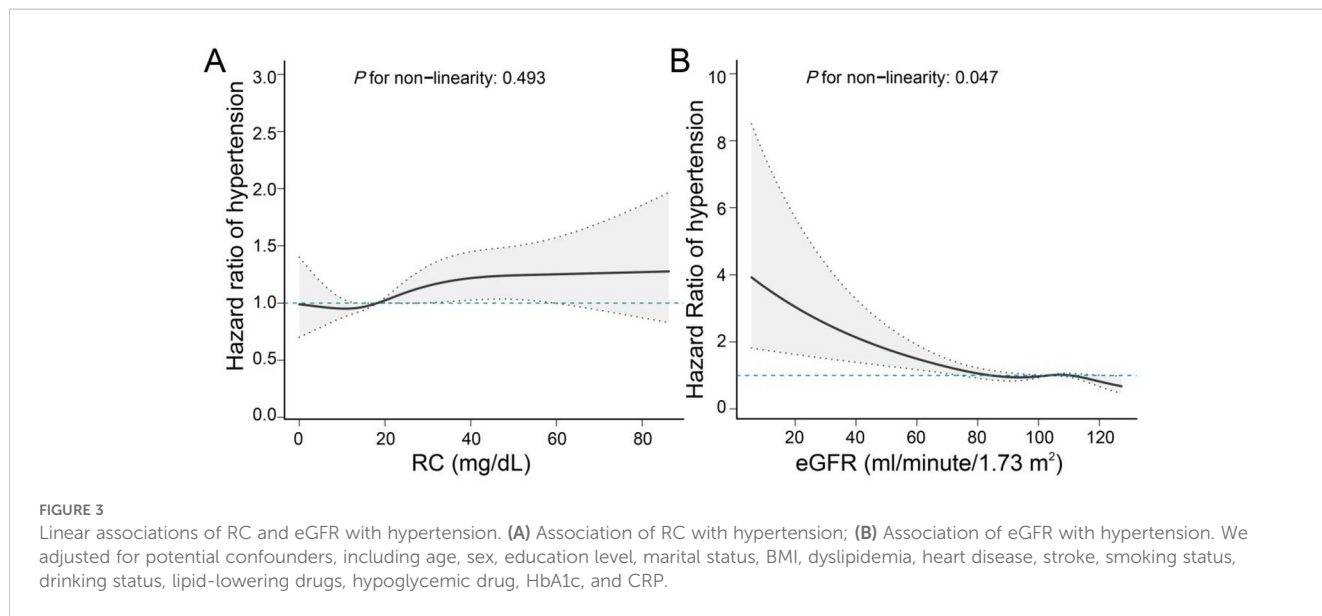 A
P for non−linearity: 0.493
Hazard ratio of hypertension
3.0
2.5
2.0
1.5
1.0
0.5
0.0
0 20 40 60 80
RC (mg/dL)
B
P for non−linearity: 0.047
Hazard Ratio of hypertension
10
8
6
4
2
0
20 40 60 80 100 120
eGFR (ml/minute/1.73 m²)
FIGURE 3
Linear associations of RC and eGFR with hypertension. (A) Association of RC with hypertension; (B) Association of eGFR with hypertension. We
adjusted for potential confounders, including age, sex, education level, marital status, BMI, dyslipidemia, heart disease, stroke, smoking status,
drinking status, lipid-lowering drugs, hypoglycemic drug, HbA1c, and CRP.